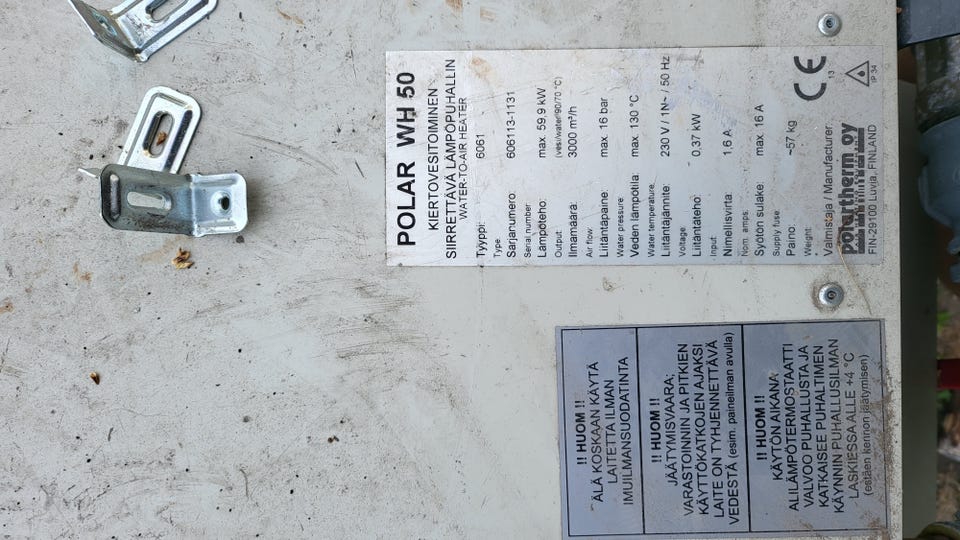 POLAR WH 50
KIERTOVESITOIMINEN
SIIRRETTÄVÄ LÄMPÖPUHALLIN
WATER-TO-AIR HEATER
Tyyppi: 6061
Type
Sarjanumero 606113-1131
Serial number
Lämpöteho: max. 59,9 kW
Output: (vesi/water/90/70 °C)
Ilmamäärä: 3000 m³/h
Air flow:
Liitäntäpaine: max. 16 bar
Water pressure:
Veden lämpötila: max. 130 °C
Water temperature:
Liitäntäjännite: 230 V / 1N~ / 50 Hz
Voltage
Liitäntäteho: 0,37 kW
Input:
Nimellisvirta: 1,6 A
Nom. amps:
Syötön sulake: max. 16 A
Supply fuse:
Paino: ~57 kg
Weight:
Valmistaja / Manufacturer:
polartherm oy
FIN-29100 Luvia, FINLAND
CE
13
IP 34
!! HUOM !!
ÄLÄ KOSKAAN KÄYTÄ
LAITETTA ILMAN
IMUILMANSUODATINTA
!! HUOM !!
JÄÄTYMISVAARA;
VARASTOINNIN JA PITKIEN
KÄYTTÖKATKOJEN AJAKSI
LAITE ON TYHJENNETTÄVÄ
VEDESTÄ (esim. paineilman avulla)
!! HUOM !!
KÄYTÖN AIKANA
ALILÄMPÖTERMOSTAATTI
VALVOO PUHALLUSTA JA
KATKAISEE PUHALTIMEN
KÄYNNIN PUHALLUSILMAN
LASKIESSA ALLE +4 °C
(estäen kennon jäätymisen)